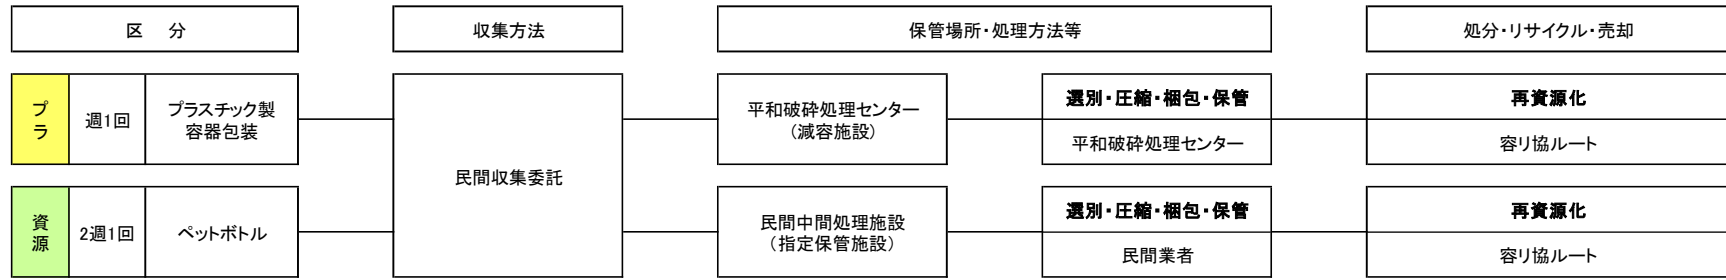 区　分
収集方法
保管場所・処理方法等
処分・リサイクル・売却
プラ
週1回
プラスチック製
容器包装
民間収集委託
平和破砕処理センター
（減容施設）
選別・圧縮・梱包・保管
平和破砕処理センター
再資源化
容リ協ルート
資源
2週1回
ペットボトル
民間中間処理施設
（指定保管施設）
選別・圧縮・梱包・保管
民間業者
再資源化
容リ協ルート